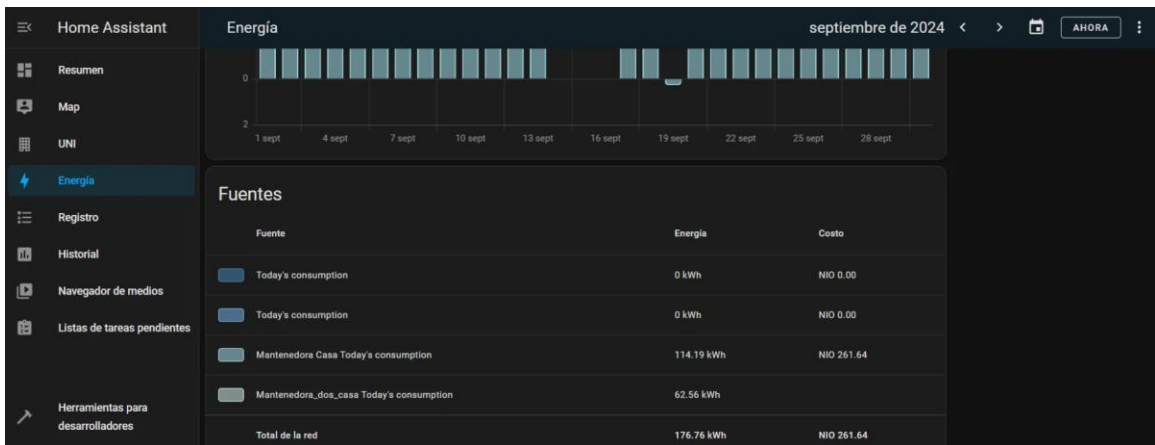 Home Assistant
Energía
septiembre de 2024
AHORA
Resumen
Map
UNI
Energía
Registro
Historial
Navegador de medios
Listas de tareas pendientes
Herramientas para
desarrolladores
0
2
1 sept 4 sept 7 sept 10 sept 13 sept 16 sept 19 sept 22 sept 25 sept 28 sept
Fuentes
Fuente Energía Costo
Today's consumption 0 kWh NIO 0.00
Today's consumption 0 kWh NIO 0.00
Mantenedora Casa Today's consumption 114.19 kWh NIO 261.64
Mantenedora_dos_casa Today's consumption 62.56 kWh
Total de la red 176.76 kWh NIO 261.64